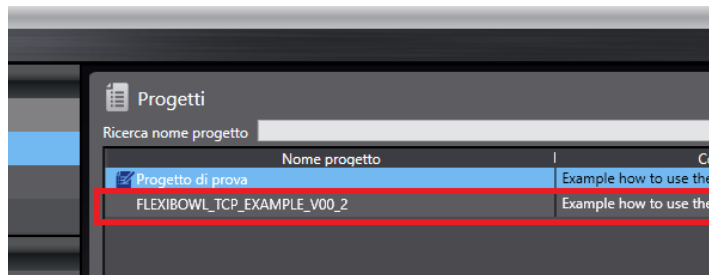 Progetti
Ricerca nome progetto
Nome progetto
Progetto di prova Example how to use the
FLEXIBOWL_TCP_EXAMPLE_V00_2 Example how to use the